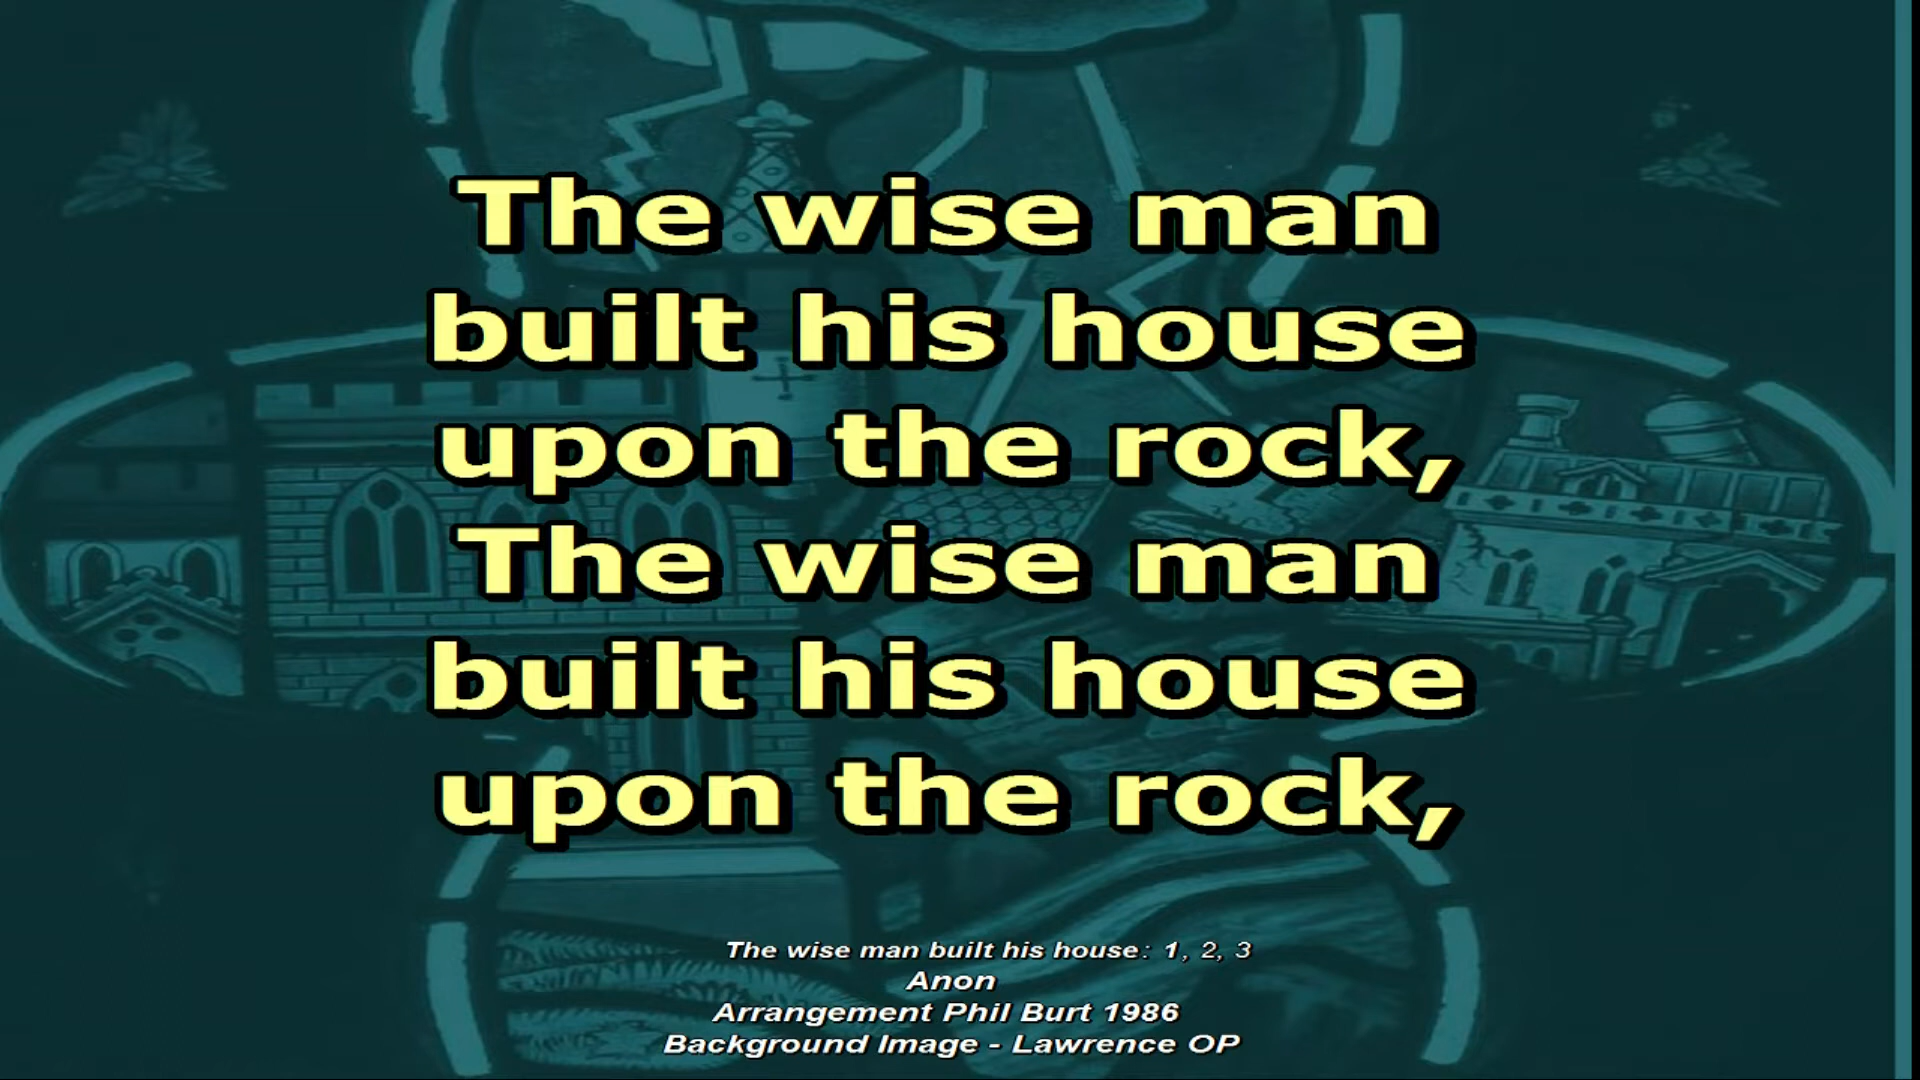 The wise man
built his house
upon the rock,
The wise man
built his house
upon the rock,
The wise man built his house: 1, 2, 3
Anon
Arrangement Phil Burt 1986
Background Image - Lawrence OP